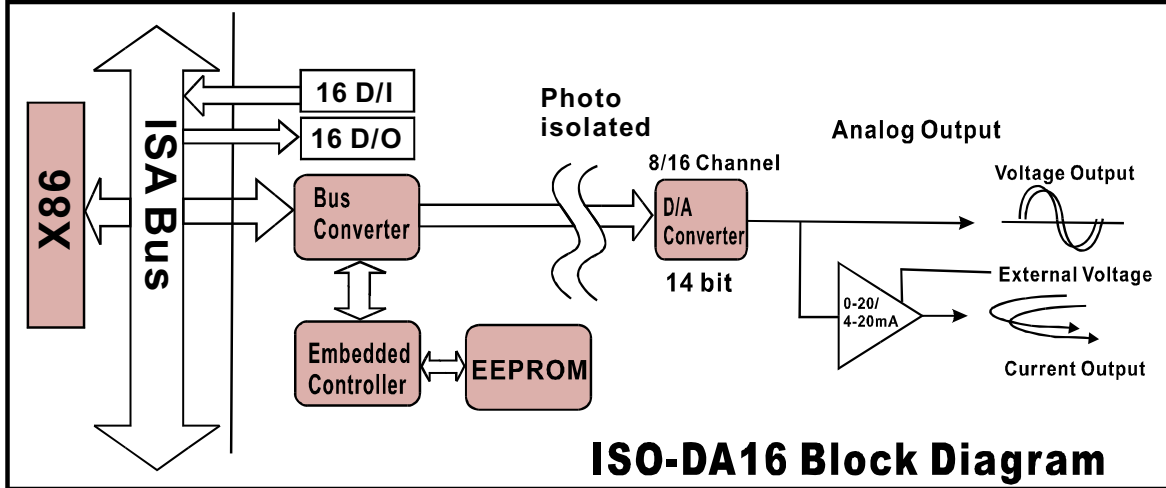 X86
ISA Bus
16 D/I
16 D/O
Bus
Converter
Embedded
Controller
EEPROM
Photo
isolated
8/16 Channel
D/A
Converter
14 bit
Analog Output
Voltage Output
0-20/
4-20mA
External Voltage
Current Output
ISO-DA16 Block Diagram